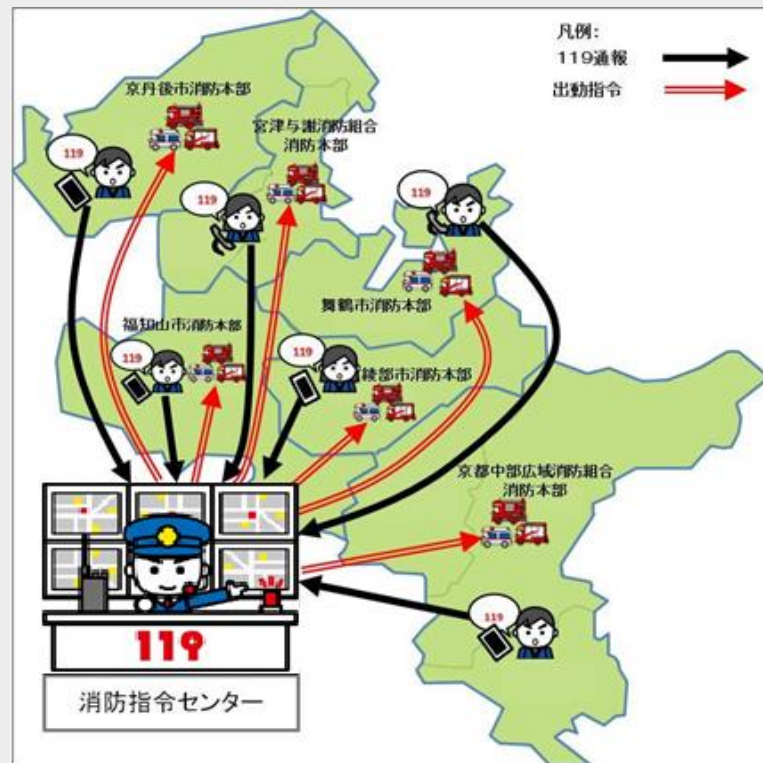 凡例:
119通報
出動指令
京丹後市消防本部
宮津与謝消防組合
消防本部
119
119
119
舞鶴市消防本部
福知山市消防本部
119
119
綾部市消防本部
京都中部広域消防組合
消防本部
119
119
消防指令センター